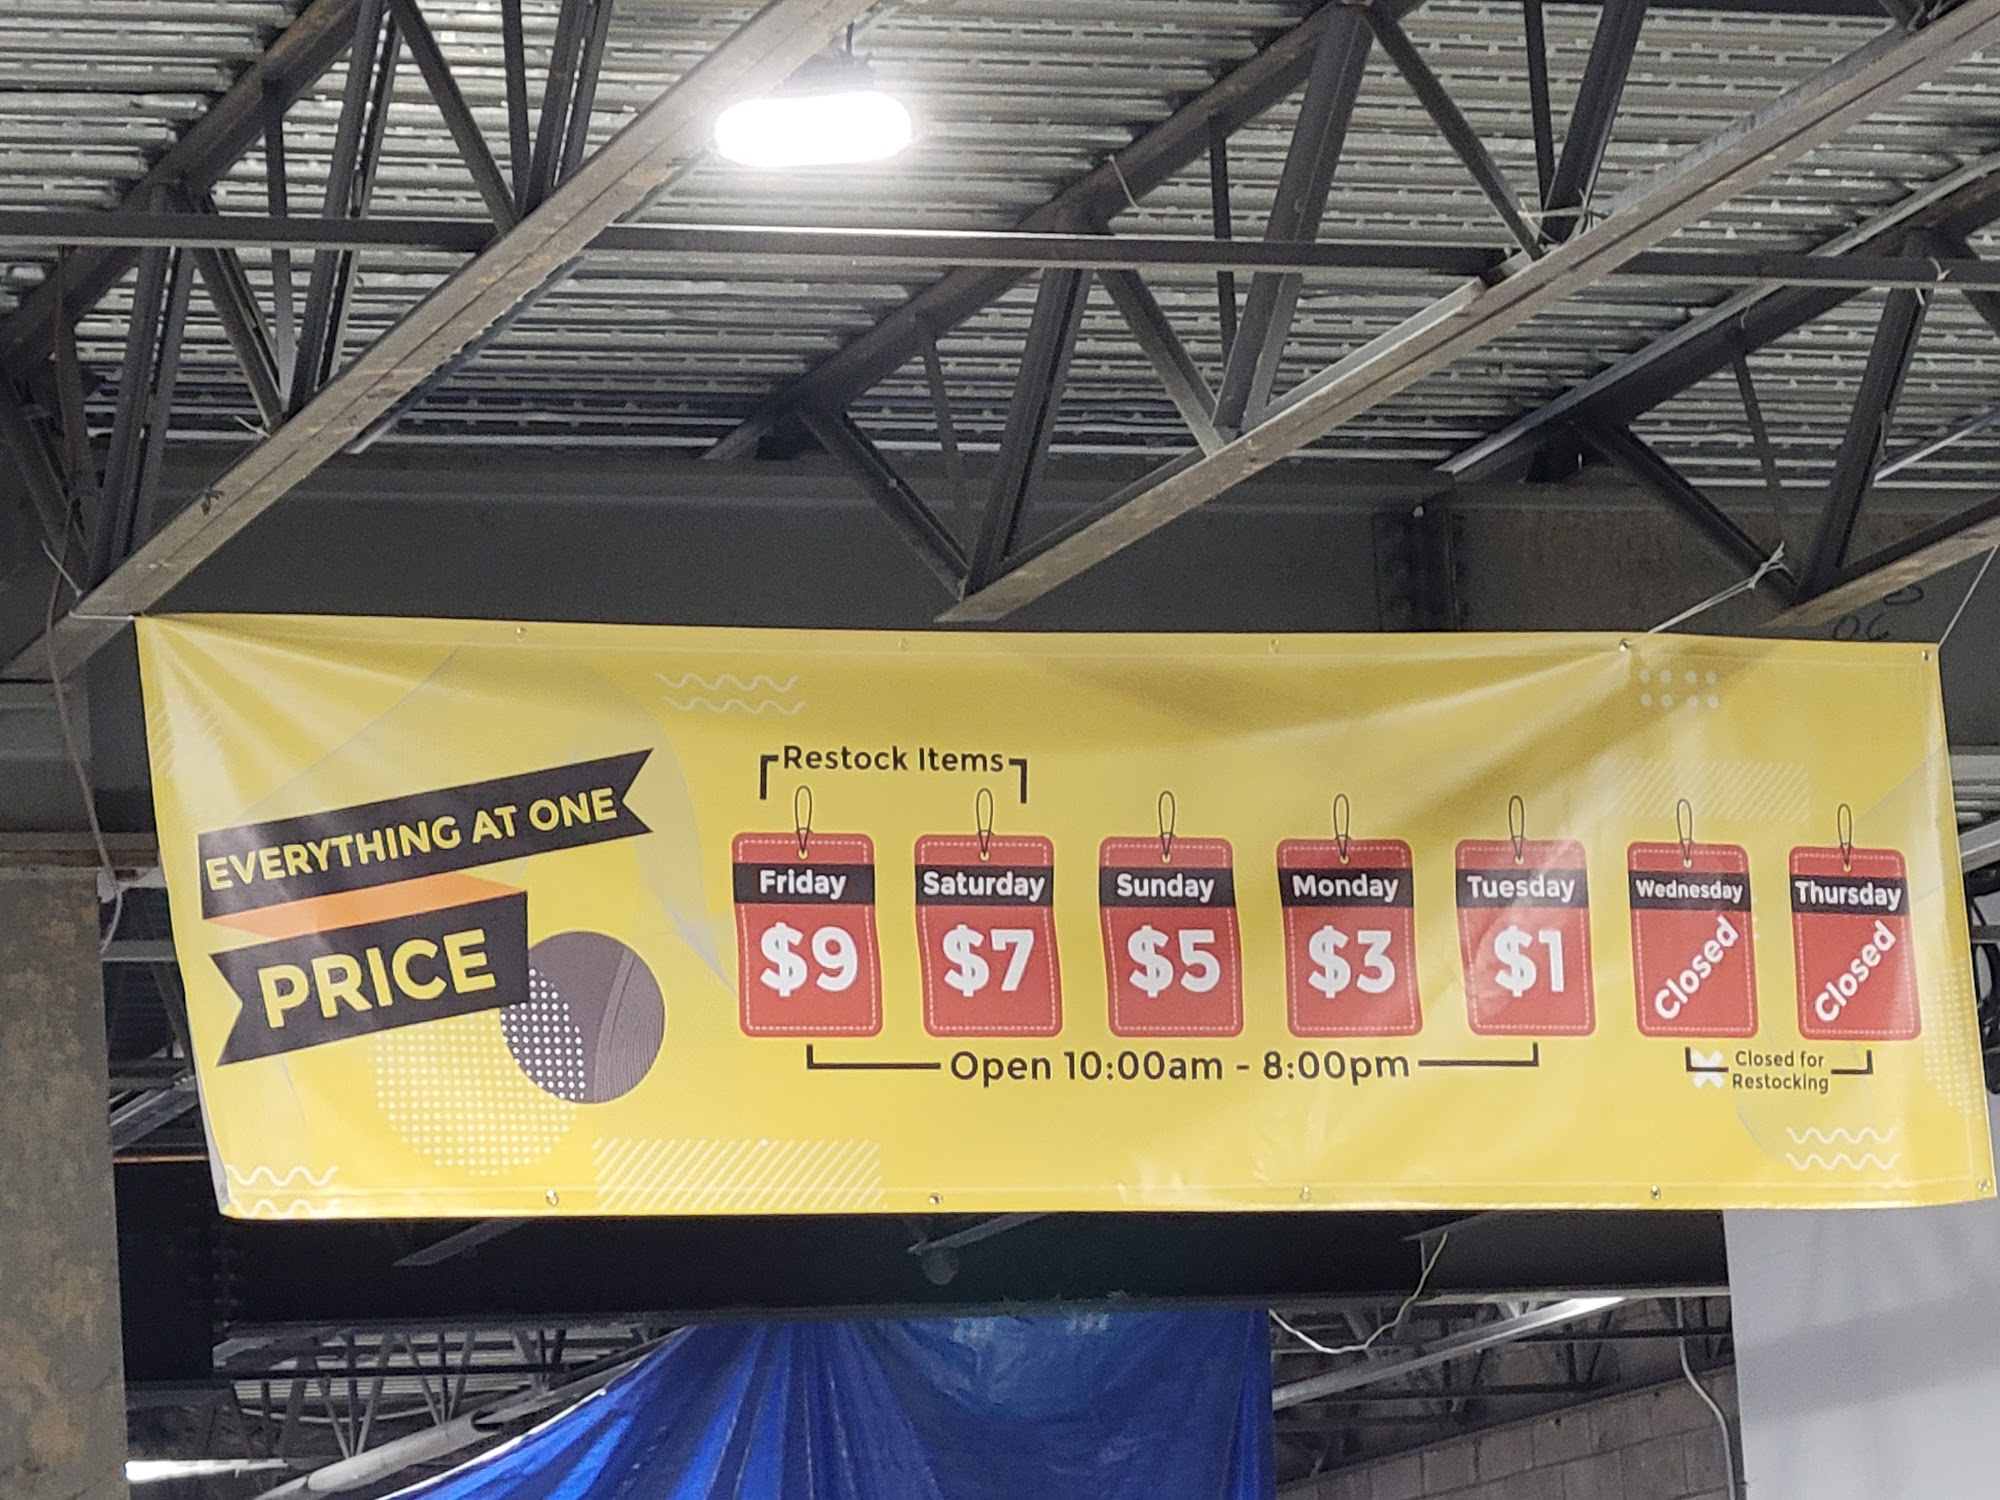 EVERYTHING AT ONE
PRICE
Restock Items
Friday
$9
Saturday
$7
Sunday
$5
Monday
$3
Tuesday
$1
Wednesday
Closed
Thursday
Closed
Open 10:00am - 8:00pm
Closed for
Restocking
06